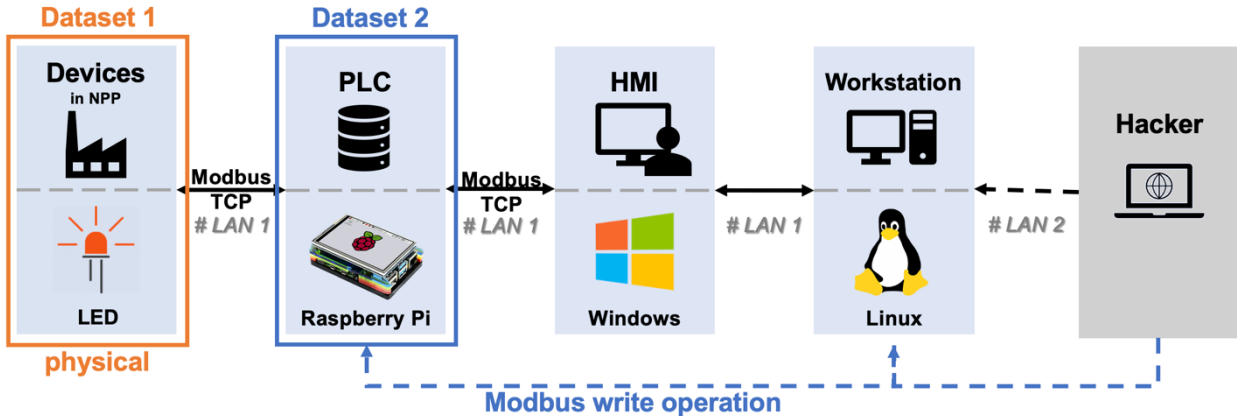 Dataset 1
Dataset 2
Devices
in NPP
PLC
HMI
Workstation
Hacker
Modbus
TCP
# LAN 1
Modbus
TCP
# LAN 1
# LAN 1
# LAN 2
LED
Raspberry Pi
Windows
Linux
physical
Modbus write operation